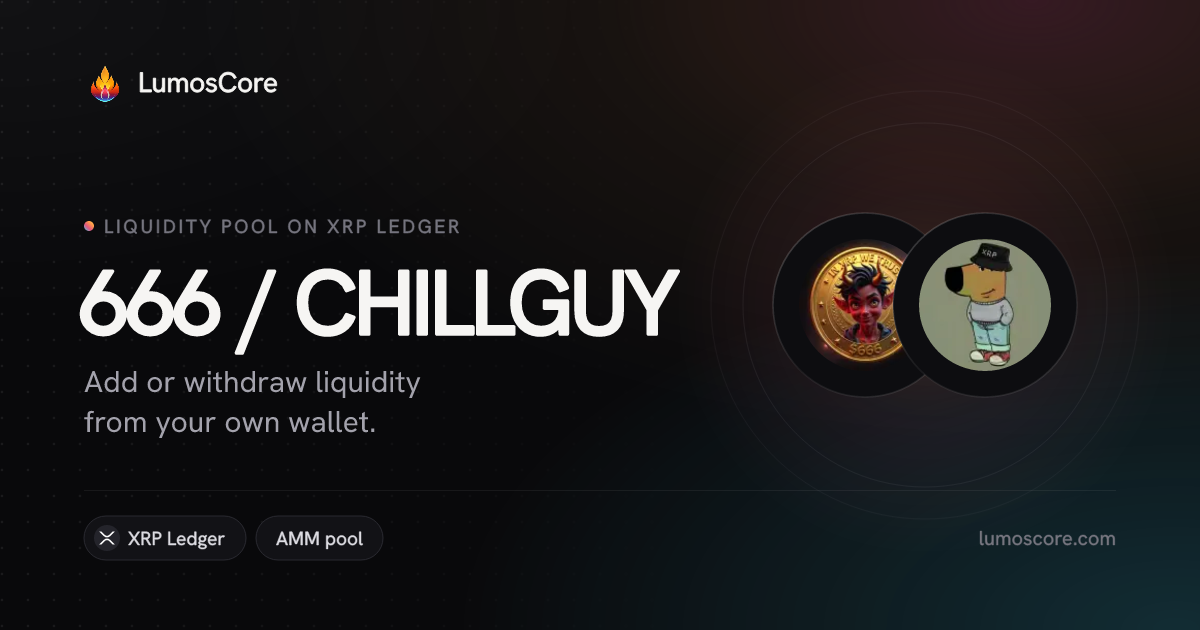 LumosCore
LIQUIDITY POOL ON XRP LEDGER
666 / CHILLGUY
Add or withdraw liquidity
from your own wallet.
$666
XRP
XRP Ledger
AMM pool
lumoscore.com